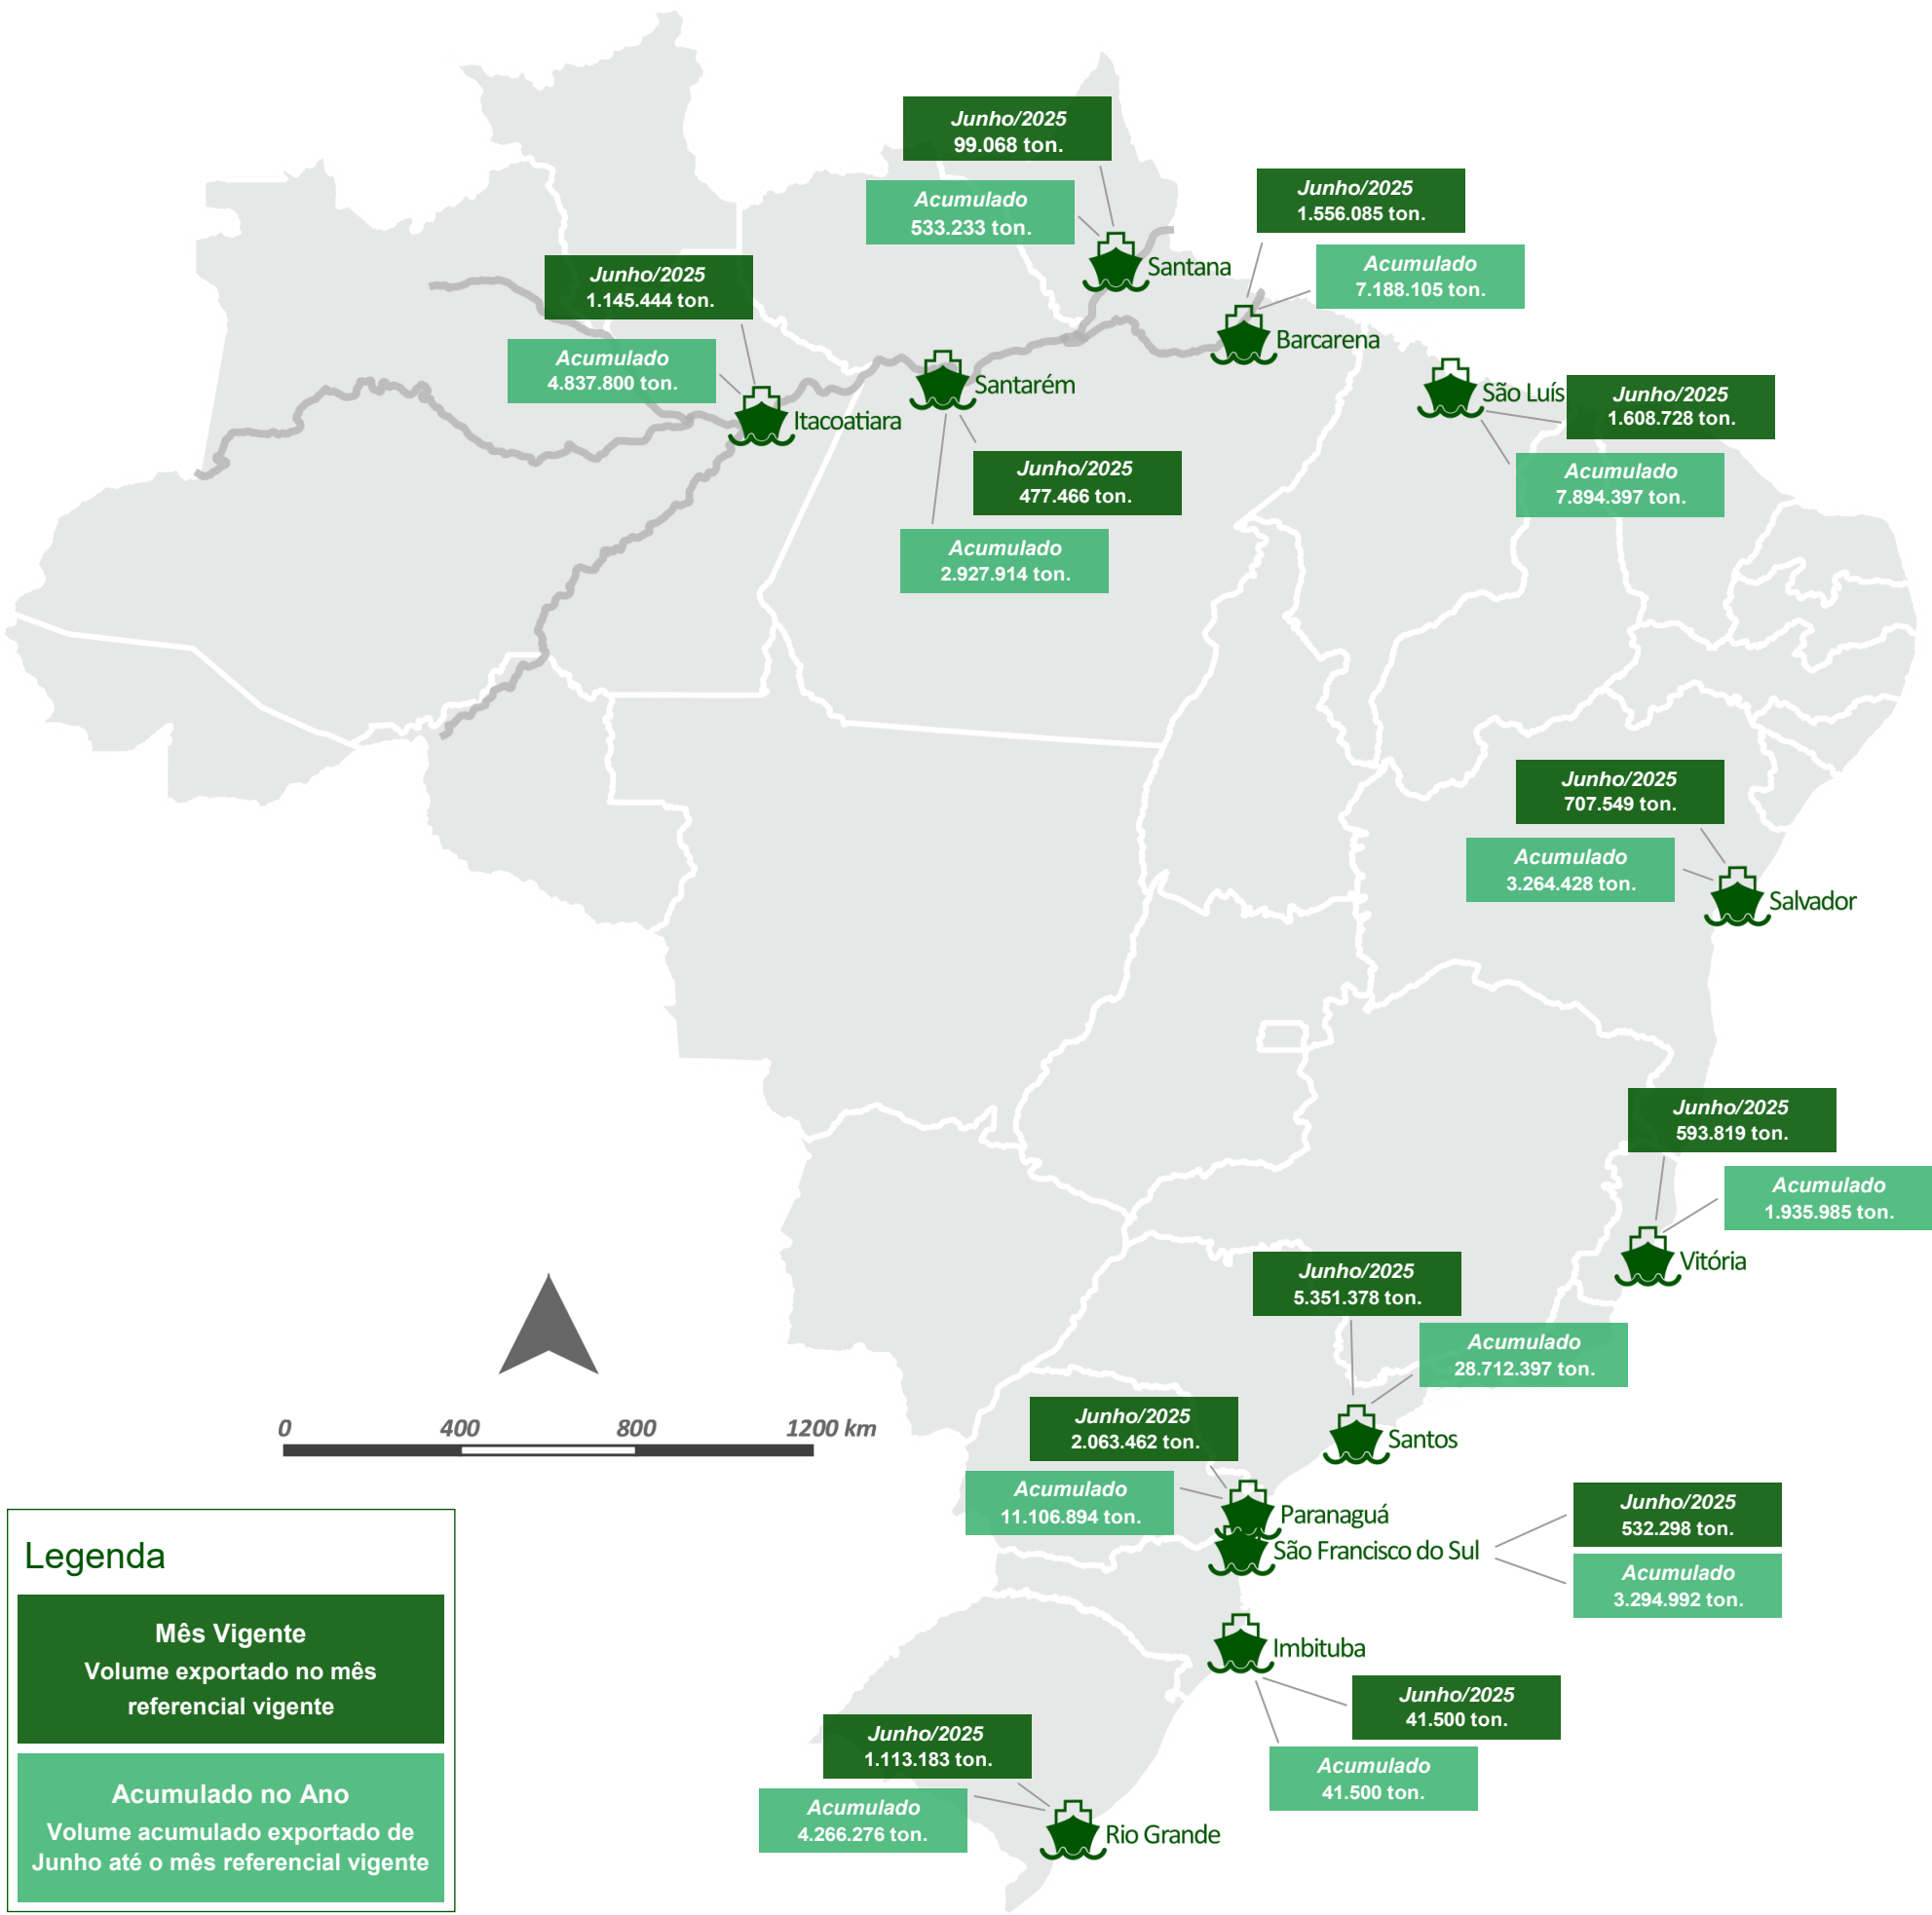 Junho/2025
99.068 ton.
Acumulado
533.233 ton.
Santana
Junho/2025
1.556.085 ton.
Acumulado
7.188.105 ton.
Barcarena
Junho/2025
1.145.444 ton.
Acumulado
4.837.800 ton.
Itacoatiara
Santarém
Junho/2025
477.466 ton.
Acumulado
2.927.914 ton.
São Luís
Junho/2025
1.608.728 ton.
Acumulado
7.894.397 ton.
Junho/2025
707.549 ton.
Acumulado
3.264.428 ton.
Salvador
Junho/2025
593.819 ton.
Acumulado
1.935.985 ton.
Vitória
Junho/2025
5.351.378 ton.
Acumulado
28.712.397 ton.
Santos
Junho/2025
2.063.462 ton.
Acumulado
11.106.894 ton.
Paranaguá
São Francisco do Sul
Junho/2025
532.298 ton.
Acumulado
3.294.992 ton.
Imbituba
Junho/2025
41.500 ton.
Acumulado
41.500 ton.
Junho/2025
1.113.183 ton.
Acumulado
4.266.276 ton.
Rio Grande
0 400 800 1200 km
Legenda
Mês Vigente
Volume exportado no mês
referencial vigente
Acumulado no Ano
Volume acumulado exportado de
Junho até o mês referencial vigente